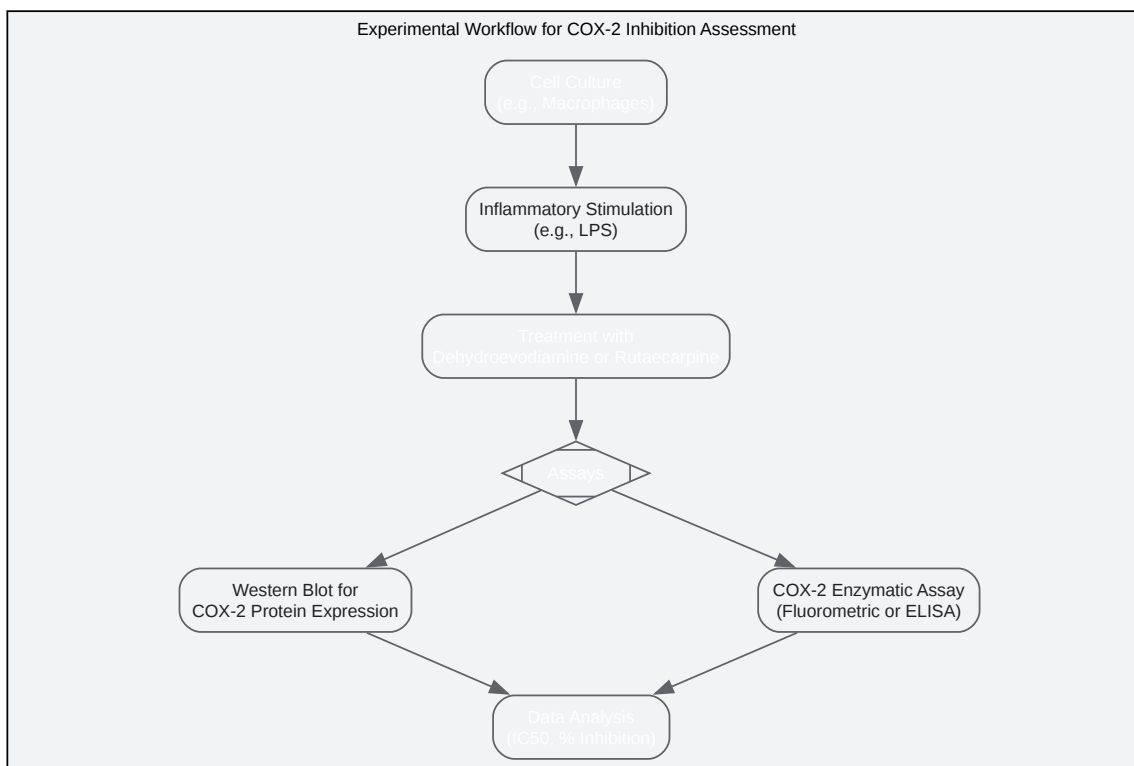 Experimental Workflow for COX-2 Inhibition Assessment
Cell Culture
(e.g., Macrophages)
Inflammatory Stimulation
(e.g., LPS)
Treatment with
Dehydroevodiamine or Rutaecarpine
Assays
Western Blot for
COX-2 Protein Expression
COX-2 Enzymatic Assay
(Fluorometric or ELISA)
Data Analysis
(IC50, % Inhibition)